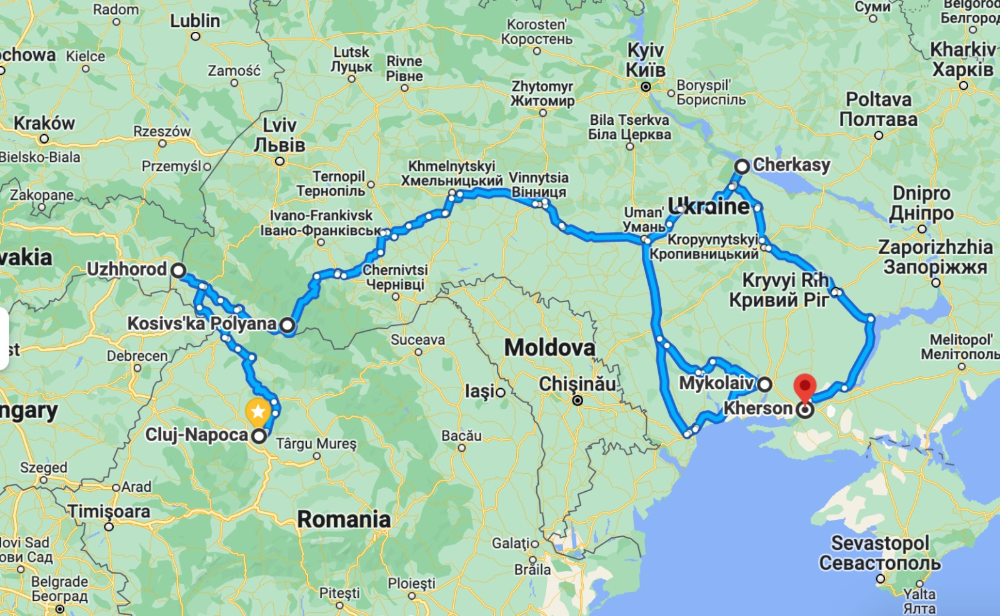 Radom
Lublin
Korosten'
Коростень
Суми
Belgorod
Белгород
ochowa
Kielce
Zamość
Lutsk
Луцьк
Rivne
Рівне
Kyiv
Київ
Kharkiv
Харків
Zhytomyr
Житомир
Boryspil'
Бориспіль
Poltava
Полтава
Kraków
Rzeszów
Lviv
Львів
Bila Tserkva
Біла Церква
Bielsko-Biala
Przemyśl
Ternopil
Тернопіль
Khmelnytskyi
Хмельницький
Vinnytsia
Вінниця
Cherkasy
Zakopane
Ivano-Frankivsk
Івано-Франківськ
Uman'
Умань
Ukraine
Dnipro
Дніпро
vakia
Uzhhorod
Chernivtsi
Чернівці
Kropyvnytskyi
Кропивницький
Zaporizhzhia
Запоріжжя
Kryvyi Rih
Кривий Ріг
Kosivs'ka Polyana
st
Debrecen
Suceava
Moldova
Melitopol'
Мелітополь
Iaşi
Chişinău
Mykolaiv
Kherson
ngary
Cluj-Napoca
Târgu Mureş
Bacău
Szeged
Arad
Timişoara
Romania
Novi Sad
Нови Сад
Galaţi
Brăila
Sevastopol
Севастополь
Belgrade
Београд
Piteşti
Ploieşti
Yalta
Ялта